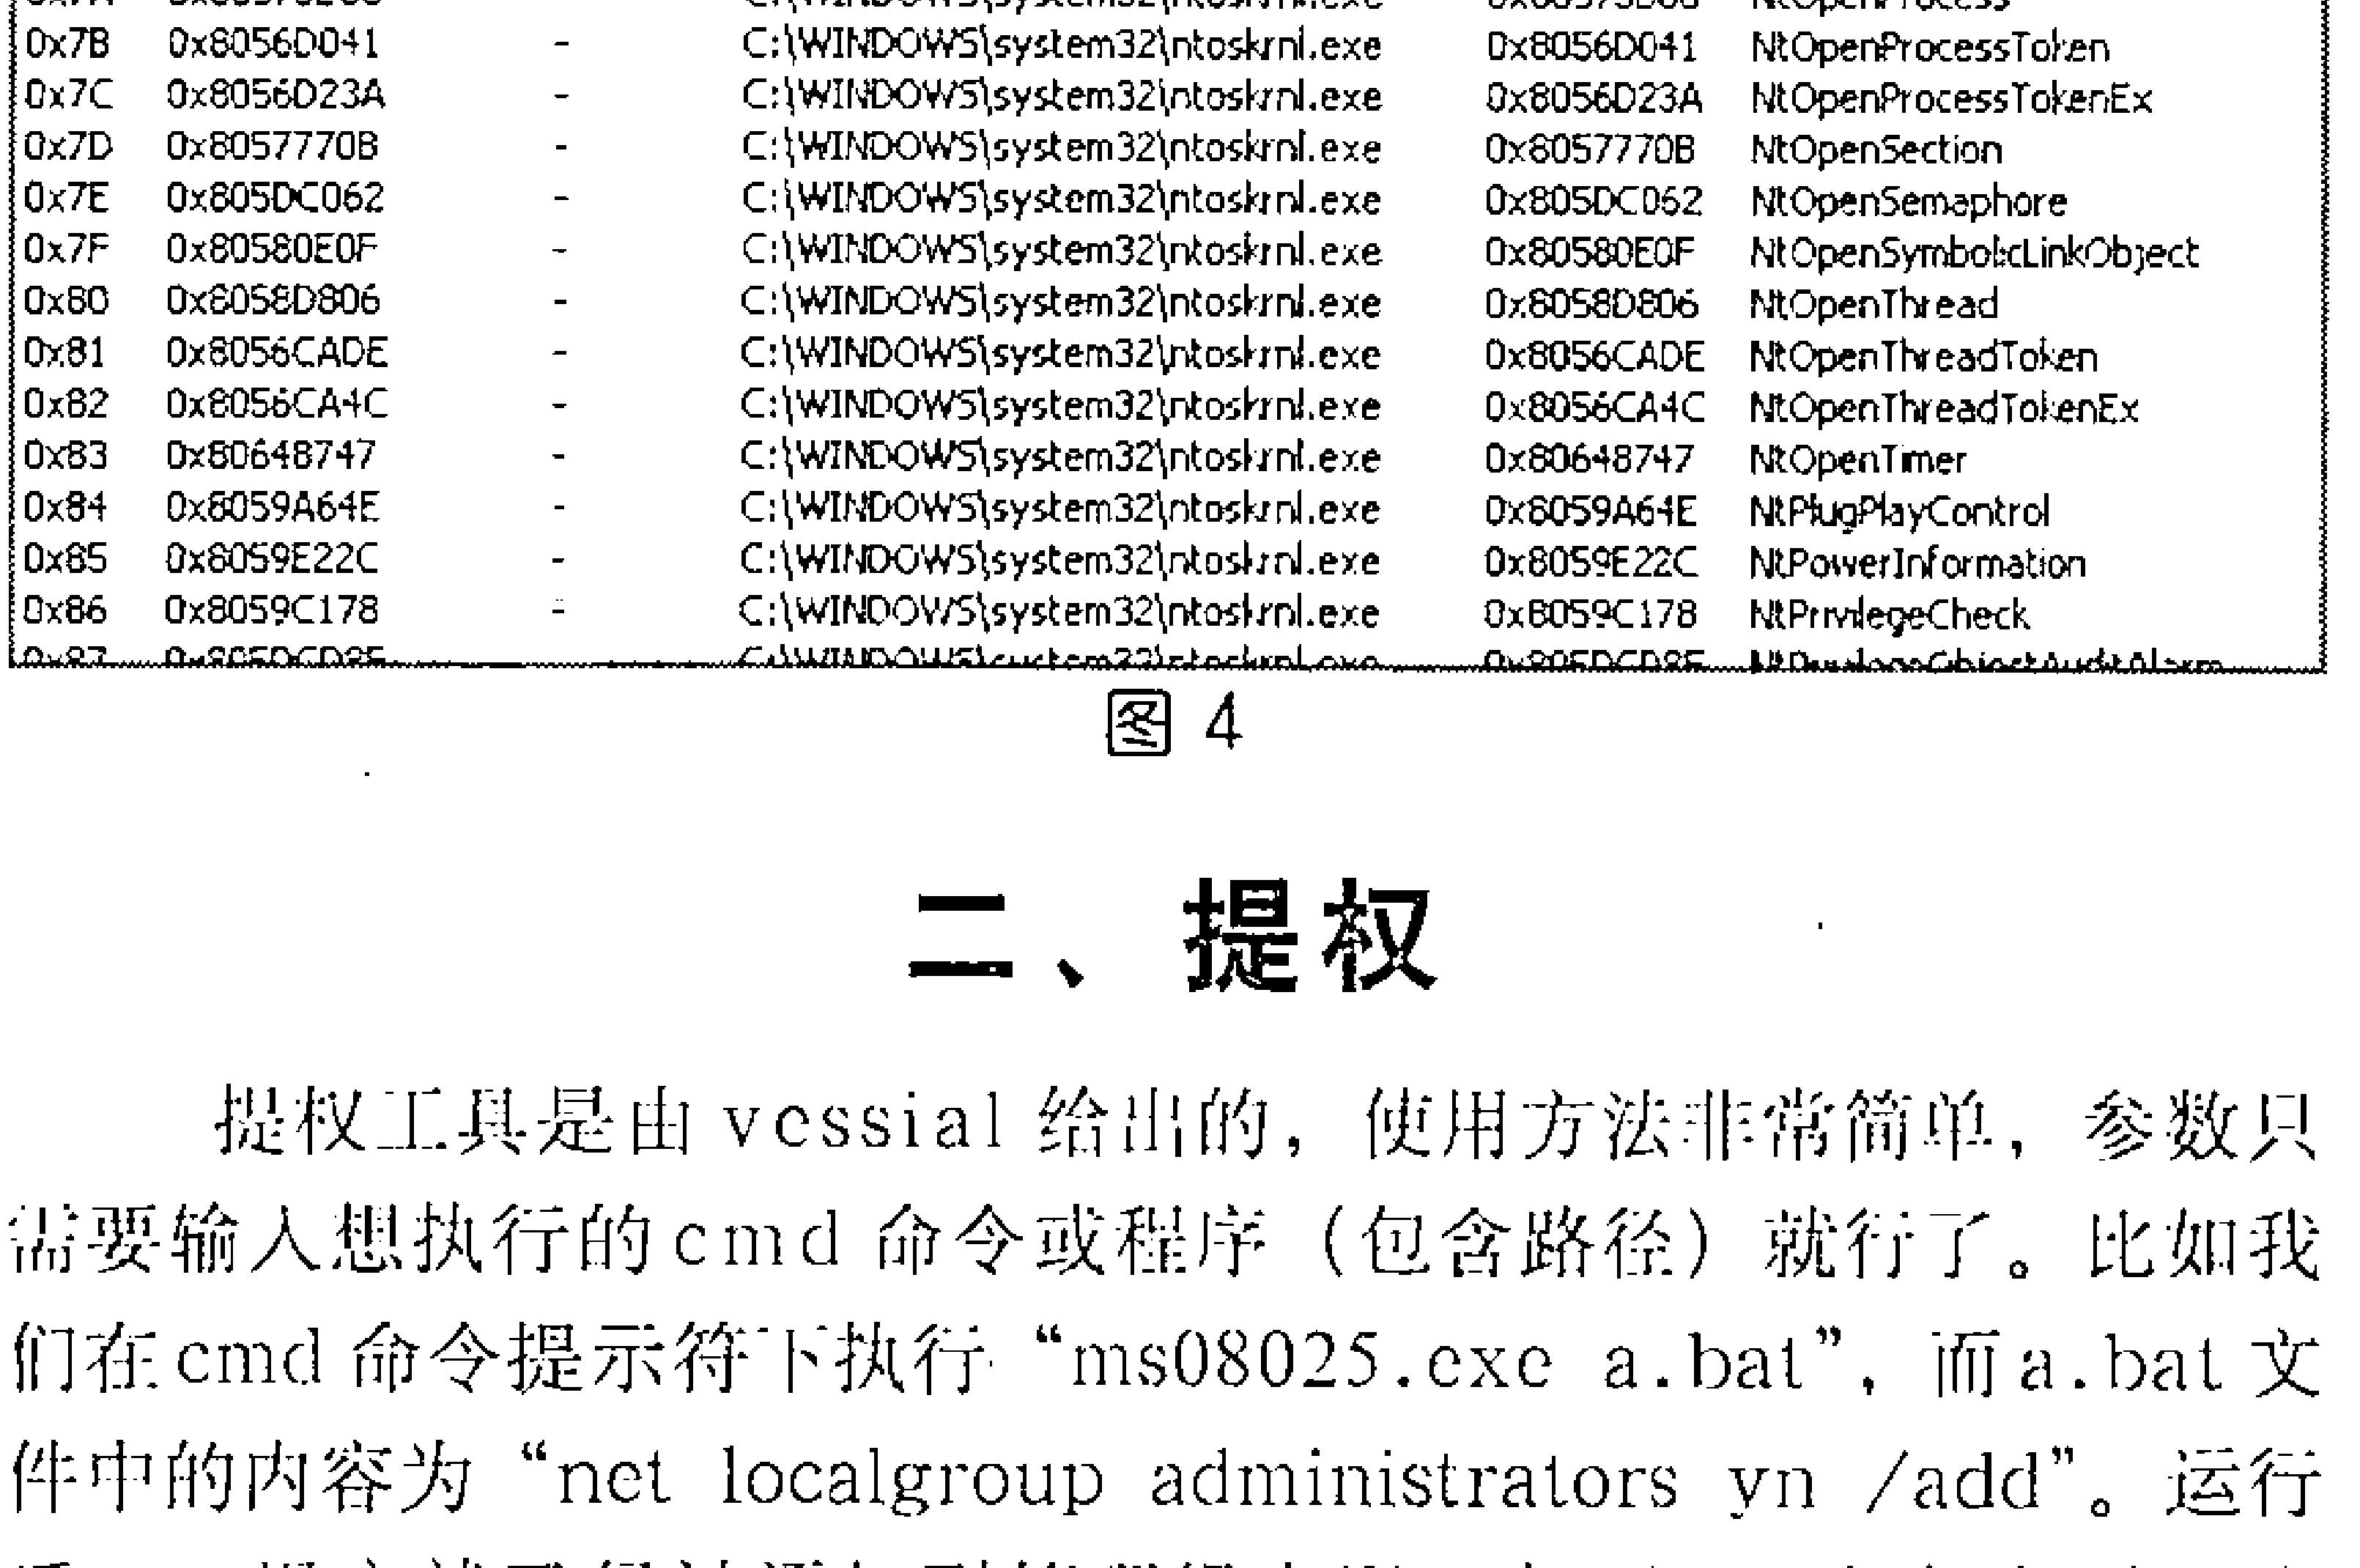 0x7B 0x8056D041 - C:\WINDOWS\system32\ntoskrnl.exe 0x8056D041 NtOpenProcessToken
0x7C 0x8056D23A - C:\WINDOWS\system32\ntoskrnl.exe 0x8056D23A NtOpenProcessTokenEx
0x7D 0x8057770B - C:\WINDOWS\system32\ntoskrnl.exe 0x8057770B NtOpenSection
0x7E 0x805DC062 - C:\WINDOWS\system32\ntoskrnl.exe 0x805DC062 NtOpenSemaphore
0x7F 0x80580E0F - C:\WINDOWS\system32\ntoskrnl.exe 0x80580E0F NtOpenSymbolicLinkObject
0x80 0x8058D806 - C:\WINDOWS\system32\ntoskrnl.exe 0x8058D806 NtOpenThread
0x81 0x8056CADE - C:\WINDOWS\system32\ntoskrnl.exe 0x8056CADE NtOpenThreadToken
0x82 0x8056CA4C - C:\WINDOWS\system32\ntoskrnl.exe 0x8056CA4C NtOpenThreadTokenEx
0x83 0x80648747 - C:\WINDOWS\system32\ntoskrnl.exe 0x80648747 NtOpenTimer
0x84 0x8059A64E - C:\WINDOWS\system32\ntoskrnl.exe 0x8059A64E NtPlugPlayControl
0x85 0x8059E22C - C:\WINDOWS\system32\ntoskrnl.exe 0x8059E22C NtPowerInformation
0x86 0x8059C178 - C:\WINDOWS\system32\ntoskrnl.exe 0x8059C178 NtPrivilegeCheck
图 4
二、提权
提权工具是由 vessial 给出的，使用方法非常简单，参数只
需要输入想执行的 cmd 命令或程序（包含路径）就行了。比如我
们在 cmd 命令提示符下执行“ms08025.exe a.bat”，而 a.bat 文
件中的内容为“net localgroup administrators yn /add”。运行